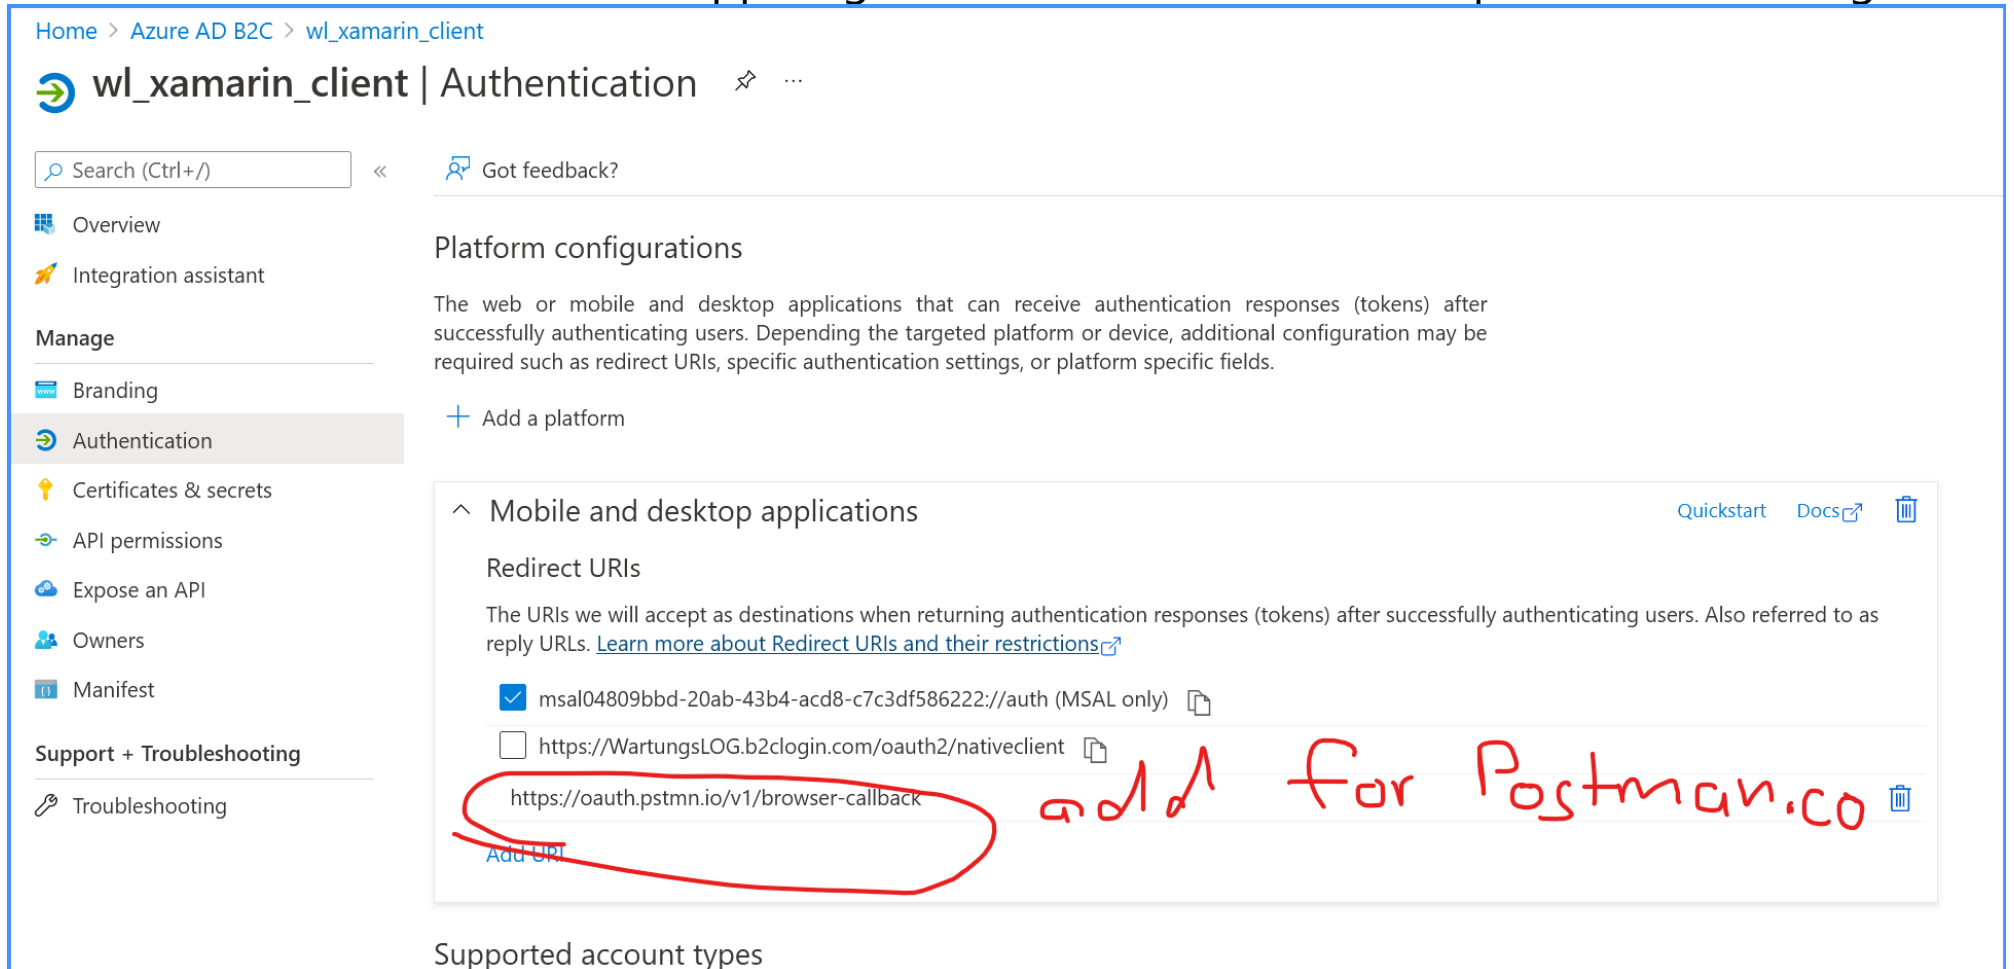 Home > Azure AD B2C > wl_xamarin_client
wl_xamarin_client | Authentication ...
Search (Ctrl+/) «
Got feedback?
Overview
Integration assistant
Manage
Branding
Authentication
Certificates & secrets
API permissions
Expose an API
Owners
Manifest
Support + Troubleshooting
Troubleshooting
Platform configurations
The web or mobile and desktop applications that can receive authentication responses (tokens) after
successfully authenticating users. Depending the targeted platform or device, additional configuration may be
required such as redirect URIs, specific authentication settings, or platform specific fields.
+ Add a platform
Mobile and desktop applications
Quickstart Docs
Redirect URIs
The URIs we will accept as destinations when returning authentication responses (tokens) after successfully authenticating users. Also referred to as
reply URLs. Learn more about Redirect URIs and their restrictions
msal04809bbd-20ab-43b4-acd8-c7c3df586222://auth (MSAL only)
https://WartungsLOG.b2clogin.com/oauth2/nativeclient
https://oauth.pstmn.io/v1/browser-callback
add for Postman.co
Add URI
Supported account types